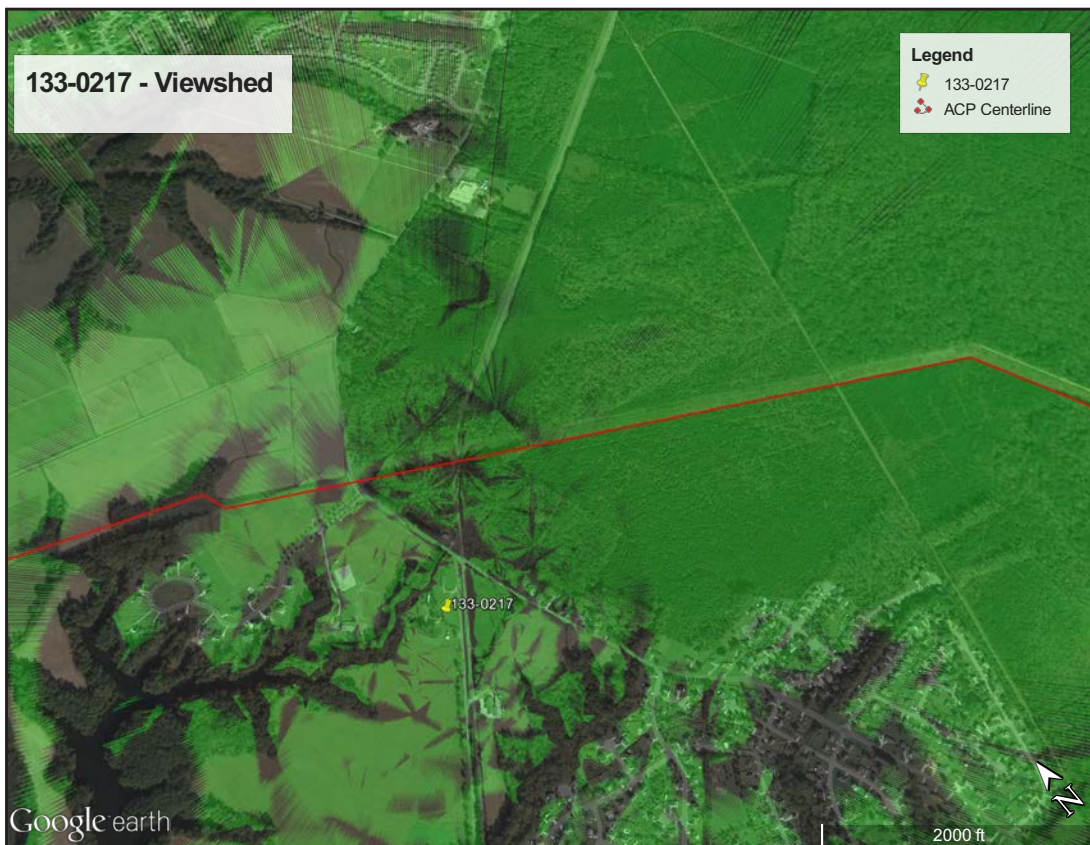 133-0217 - Viewshed
Legend
133-0217
ACP Centerline
133-0217
N
Google earth
2000 ft